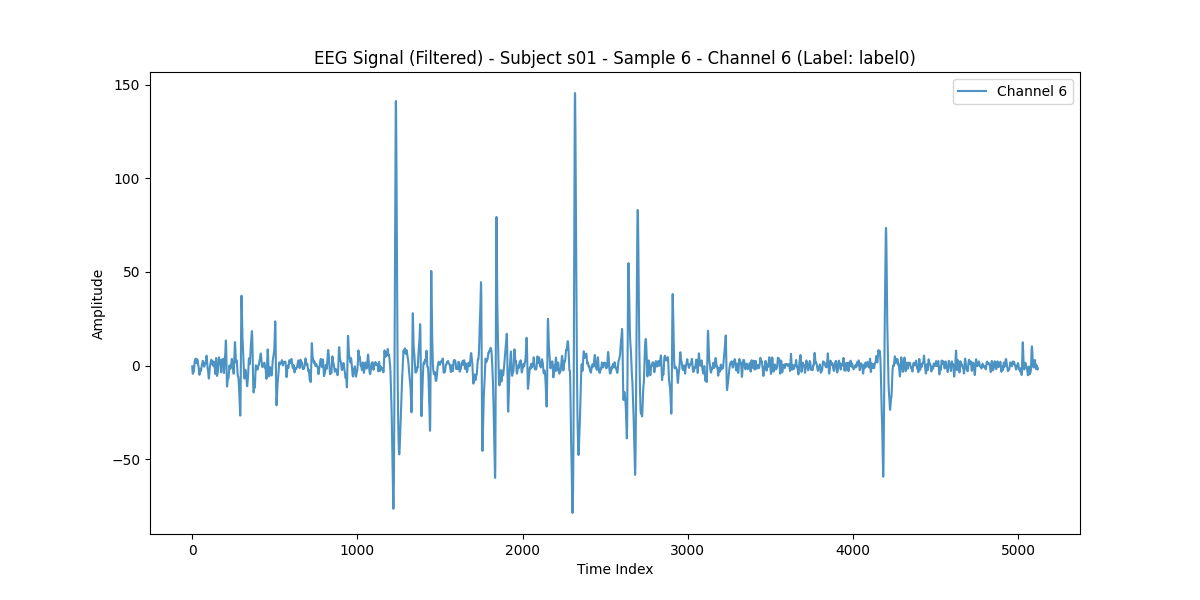 EEG Signal (Filtered) - Subject s01 - Sample 6 - Channel 6 (Label: label0)
Channel 6
150
100
50
0
−50
Amplitude
0
1000
2000
3000
4000
5000
Time Index